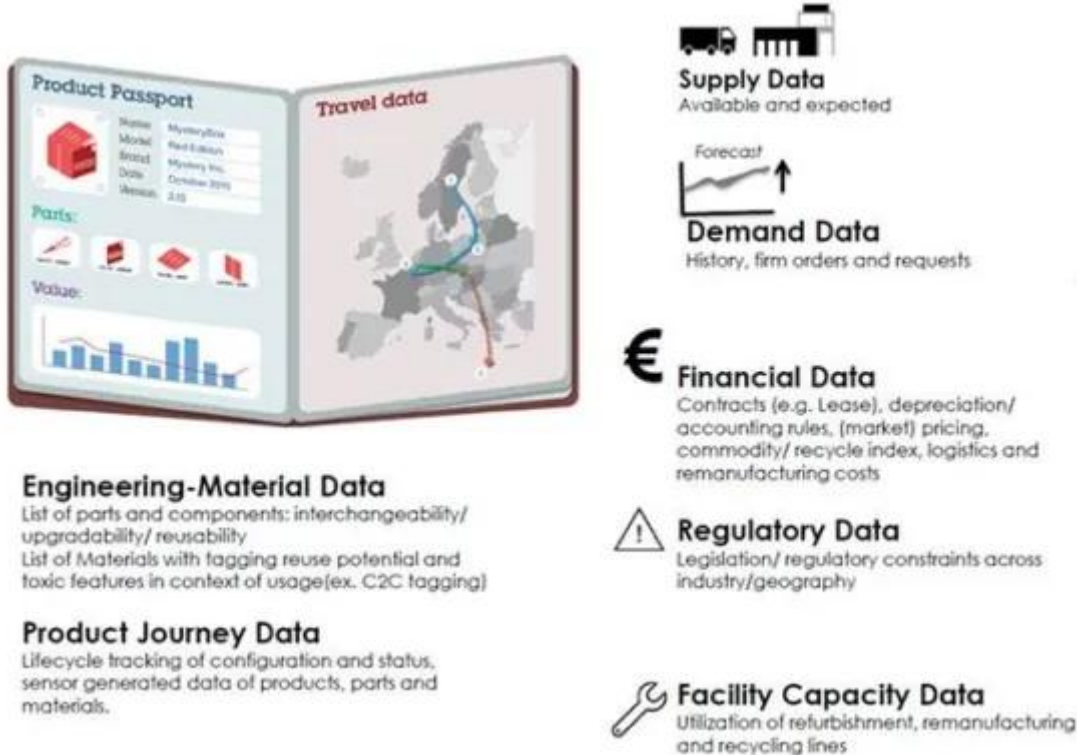 Product Passport
Name MysteryBox
Model Red Edition
Brand Mystery Inc.
Date October 2015
Version
Parts:
Value:
Travel data
Engineering-Material Data
List of parts and components: interchangeability/
upgradability/ reusability
List of Materials with tagging reuse potential and
toxic features in context of usage(ex. C2C tagging)
Product Journey Data
Lifecycle tracking of configuration and status,
sensor generated data of products, parts and
materials.
Supply Data
Available and expected
Forecast
Demand Data
History, firm orders and requests
€
Financial Data
Contracts (e.g. Lease), depreciation/
accounting rules, (market) pricing,
commodity/ recycle index, logistics and
remanufacturing costs
!
Regulatory Data
Legislation/ regulatory constraints across
industry/geography
Facility Capacity Data
Utilization of refurbishment, remanufacturing
and recycling lines